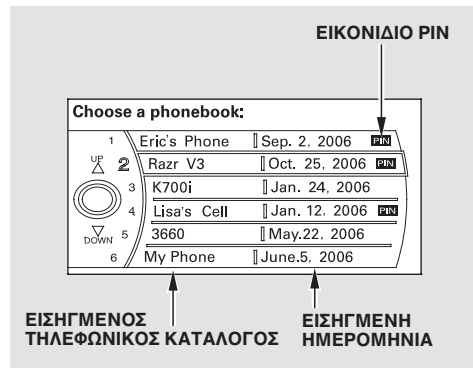 ΕΙΚΟΝΙΔΙΟ PIN
Choose a phonebook:
1 Eric's Phone Sep. 2, 2006 PIN
UP 2 Razr V3 Oct. 25, 2006 PIN
3 K700i Jan. 24, 2006
4 Lisa's Cell Jan. 12, 2006 PIN
DOWN 5 3660 May.22, 2006
6 My Phone June.5, 2006
ΕΙΣΗΓΜΕΝΟΣ
ΤΗΛΕΦΩΝΙΚΟΣ ΚΑΤΑΛΟΓΟΣ
ΕΙΣΗΓΜΕΝΗ
ΗΜΕΡΟΜΗΝΙΑ